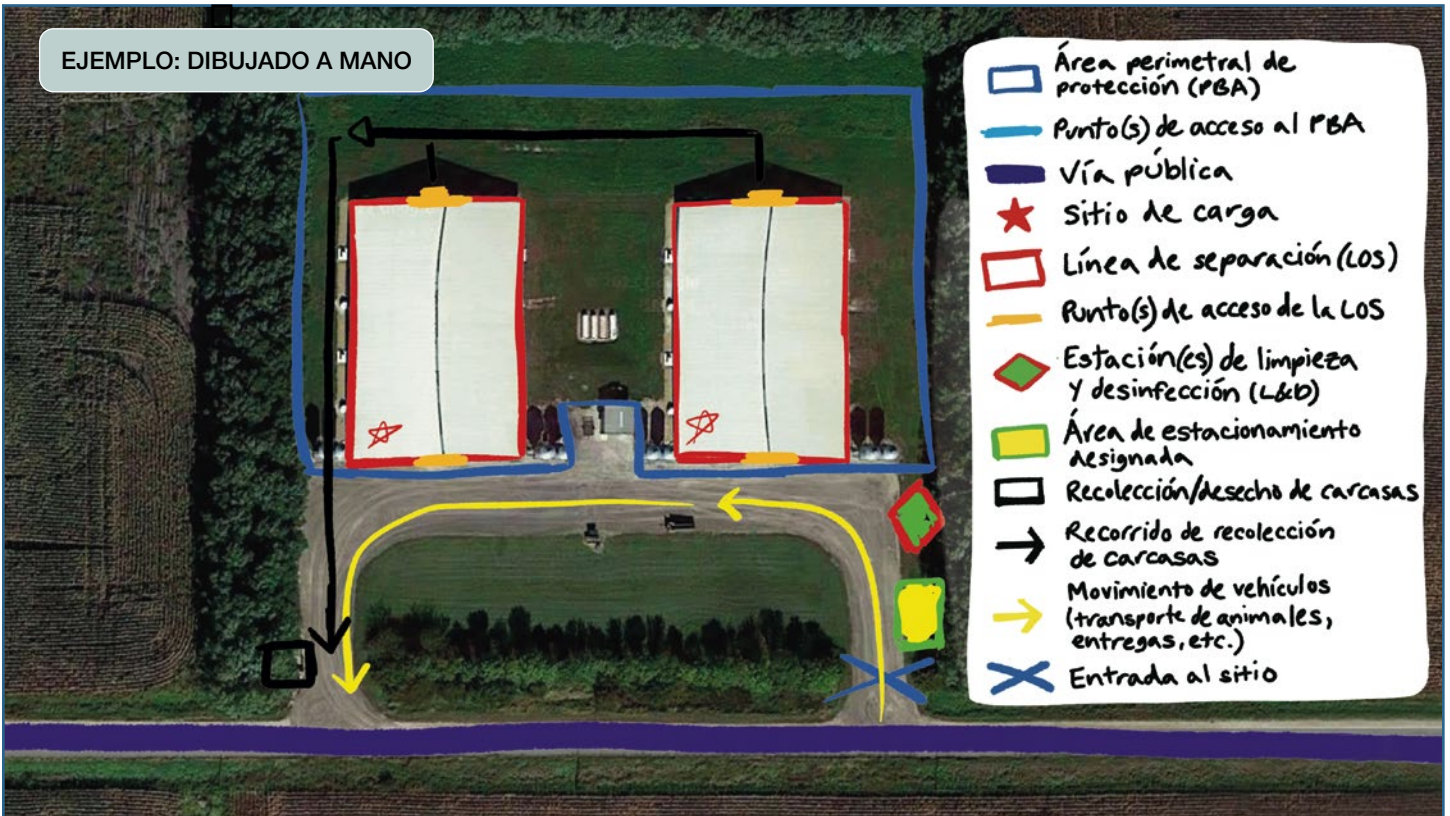 EJEMPLO: DIBUJADO A MANO
Área perimetral de
protección (PBA)
Punto(s) de acceso al PBA
Vía pública
sitio de carga
Línea de separación (LOS)
Punto(s) de acceso de la LOS
Estación(es) de limpieza
y desinfección (L&D)
Área de estacionamiento
designada
Recolección/desecho de carcasas
Recorrido de recolección
de carcasas
Movimiento de vehículos
(transporte de animales,
entregas, etc.)
Entrada al sitio